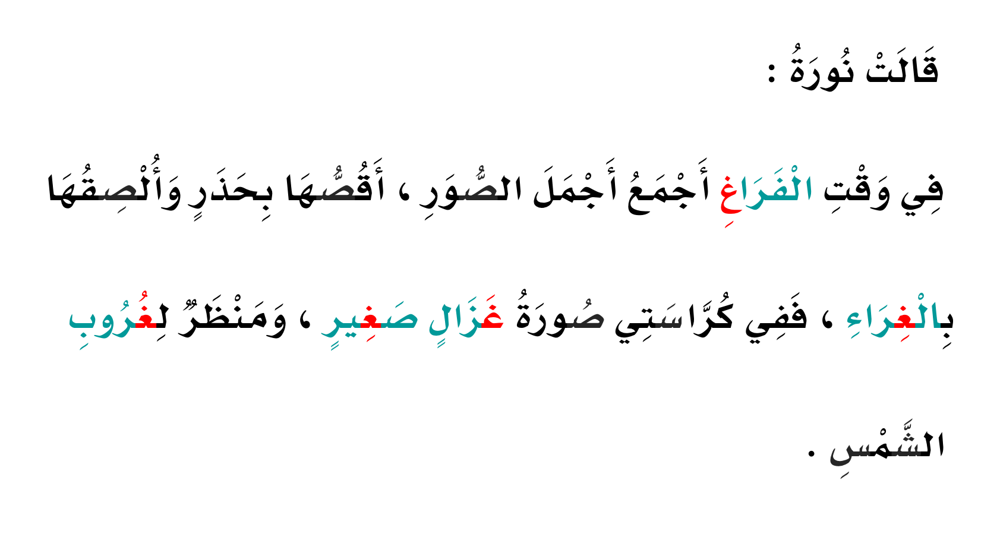 قَالَتْ نُورَةُ :
فِي وَقْتِ الْفَرَاغِ أَجْمَعُ أَجْمَلَ الصُّوَرِ ، أَقُصُّهَا بِحَذَرٍ وَأُلْصِقُهَا
بِالْغِرَاءِ ، فَفِي كُرَّاسَتِي صُورَةُ غَزَالٍ صَغِيرٍ ، وَمَنْظَرٌ لِغُرُوبِ
الشَّمْسِ .